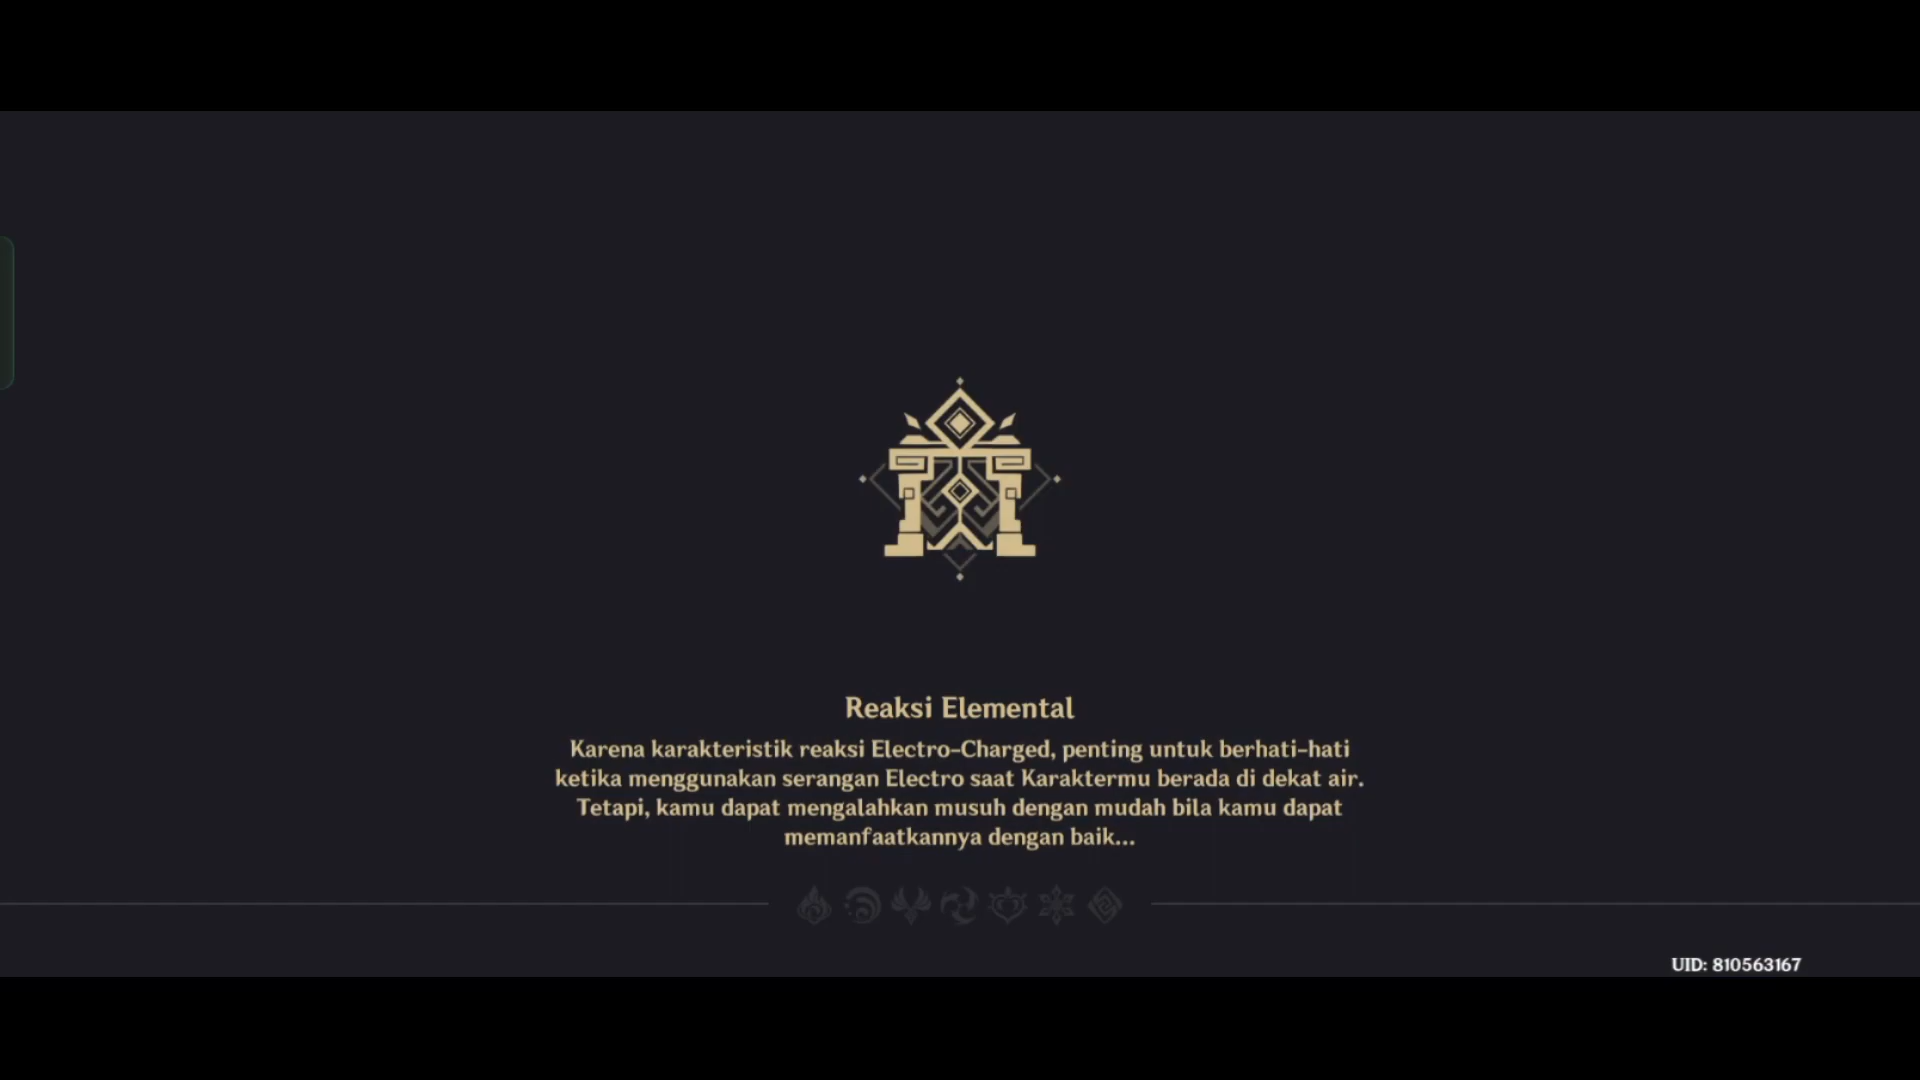 Reaksi Elemental
Karena karakteristik reaksi Electro-Charged, penting untuk berhati-hati
ketika menggunakan serangan Electro saat Karaktermu berada di dekat air.
Tetapi, kamu dapat mengalahkan musuh dengan mudah bila kamu dapat
memanfaatkannya dengan baik...
UID: 810563167